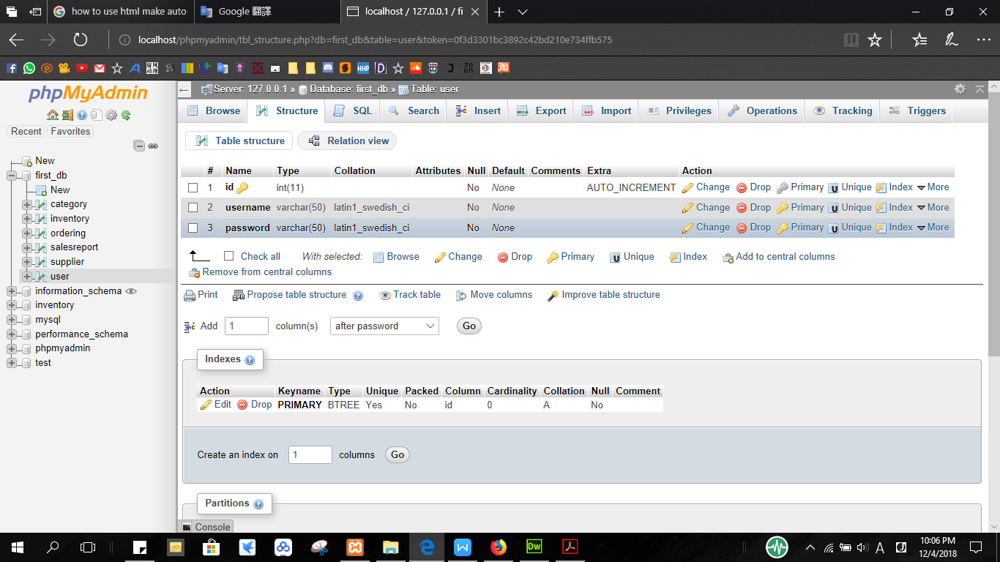 how to use html make auto
Google 翻譯
localhost / 127.0.0.1 / fi
localhost/phpmyadmin/tbl_structure.php?db=first_db&table=user&token=0f3d3301bc3892c42bd210e734ffb575
phpMyAdmin
Recent Favorites
New
first_db
New
category
inventory
ordering
salesreport
supplier
user
information_schema
inventory
mysql
performance_schema
phpmyadmin
test
Server: 127.0.0.1 » Database: first_db » Table: user
Browse Structure SQL Search Insert Export Import Privileges Operations Tracking Triggers
Table structure Relation view
# Name Type Collation Attributes Null Default Comments Extra Action
1 id int(11) No None AUTO_INCREMENT Change Drop Primary Unique Index More
2 username varchar(50) latin1_swedish_ci No None Change Drop Primary Unique Index More
3 password varchar(50) latin1_swedish_ci No None Change Drop Primary Unique Index More
Check all With selected: Browse Change Drop Primary Unique Index Add to central columns
Remove from central columns
Print Propose table structure Track table Move columns Improve table structure
Add 1 column(s) after password Go
Indexes
Action Keyname Type Unique Packed Column Cardinality Collation Null Comment
Edit Drop PRIMARY BTREE Yes No id 0 A No
Create an index on 1 columns Go
Partitions
Console
Dw
A
10:06 PM
12/4/2018